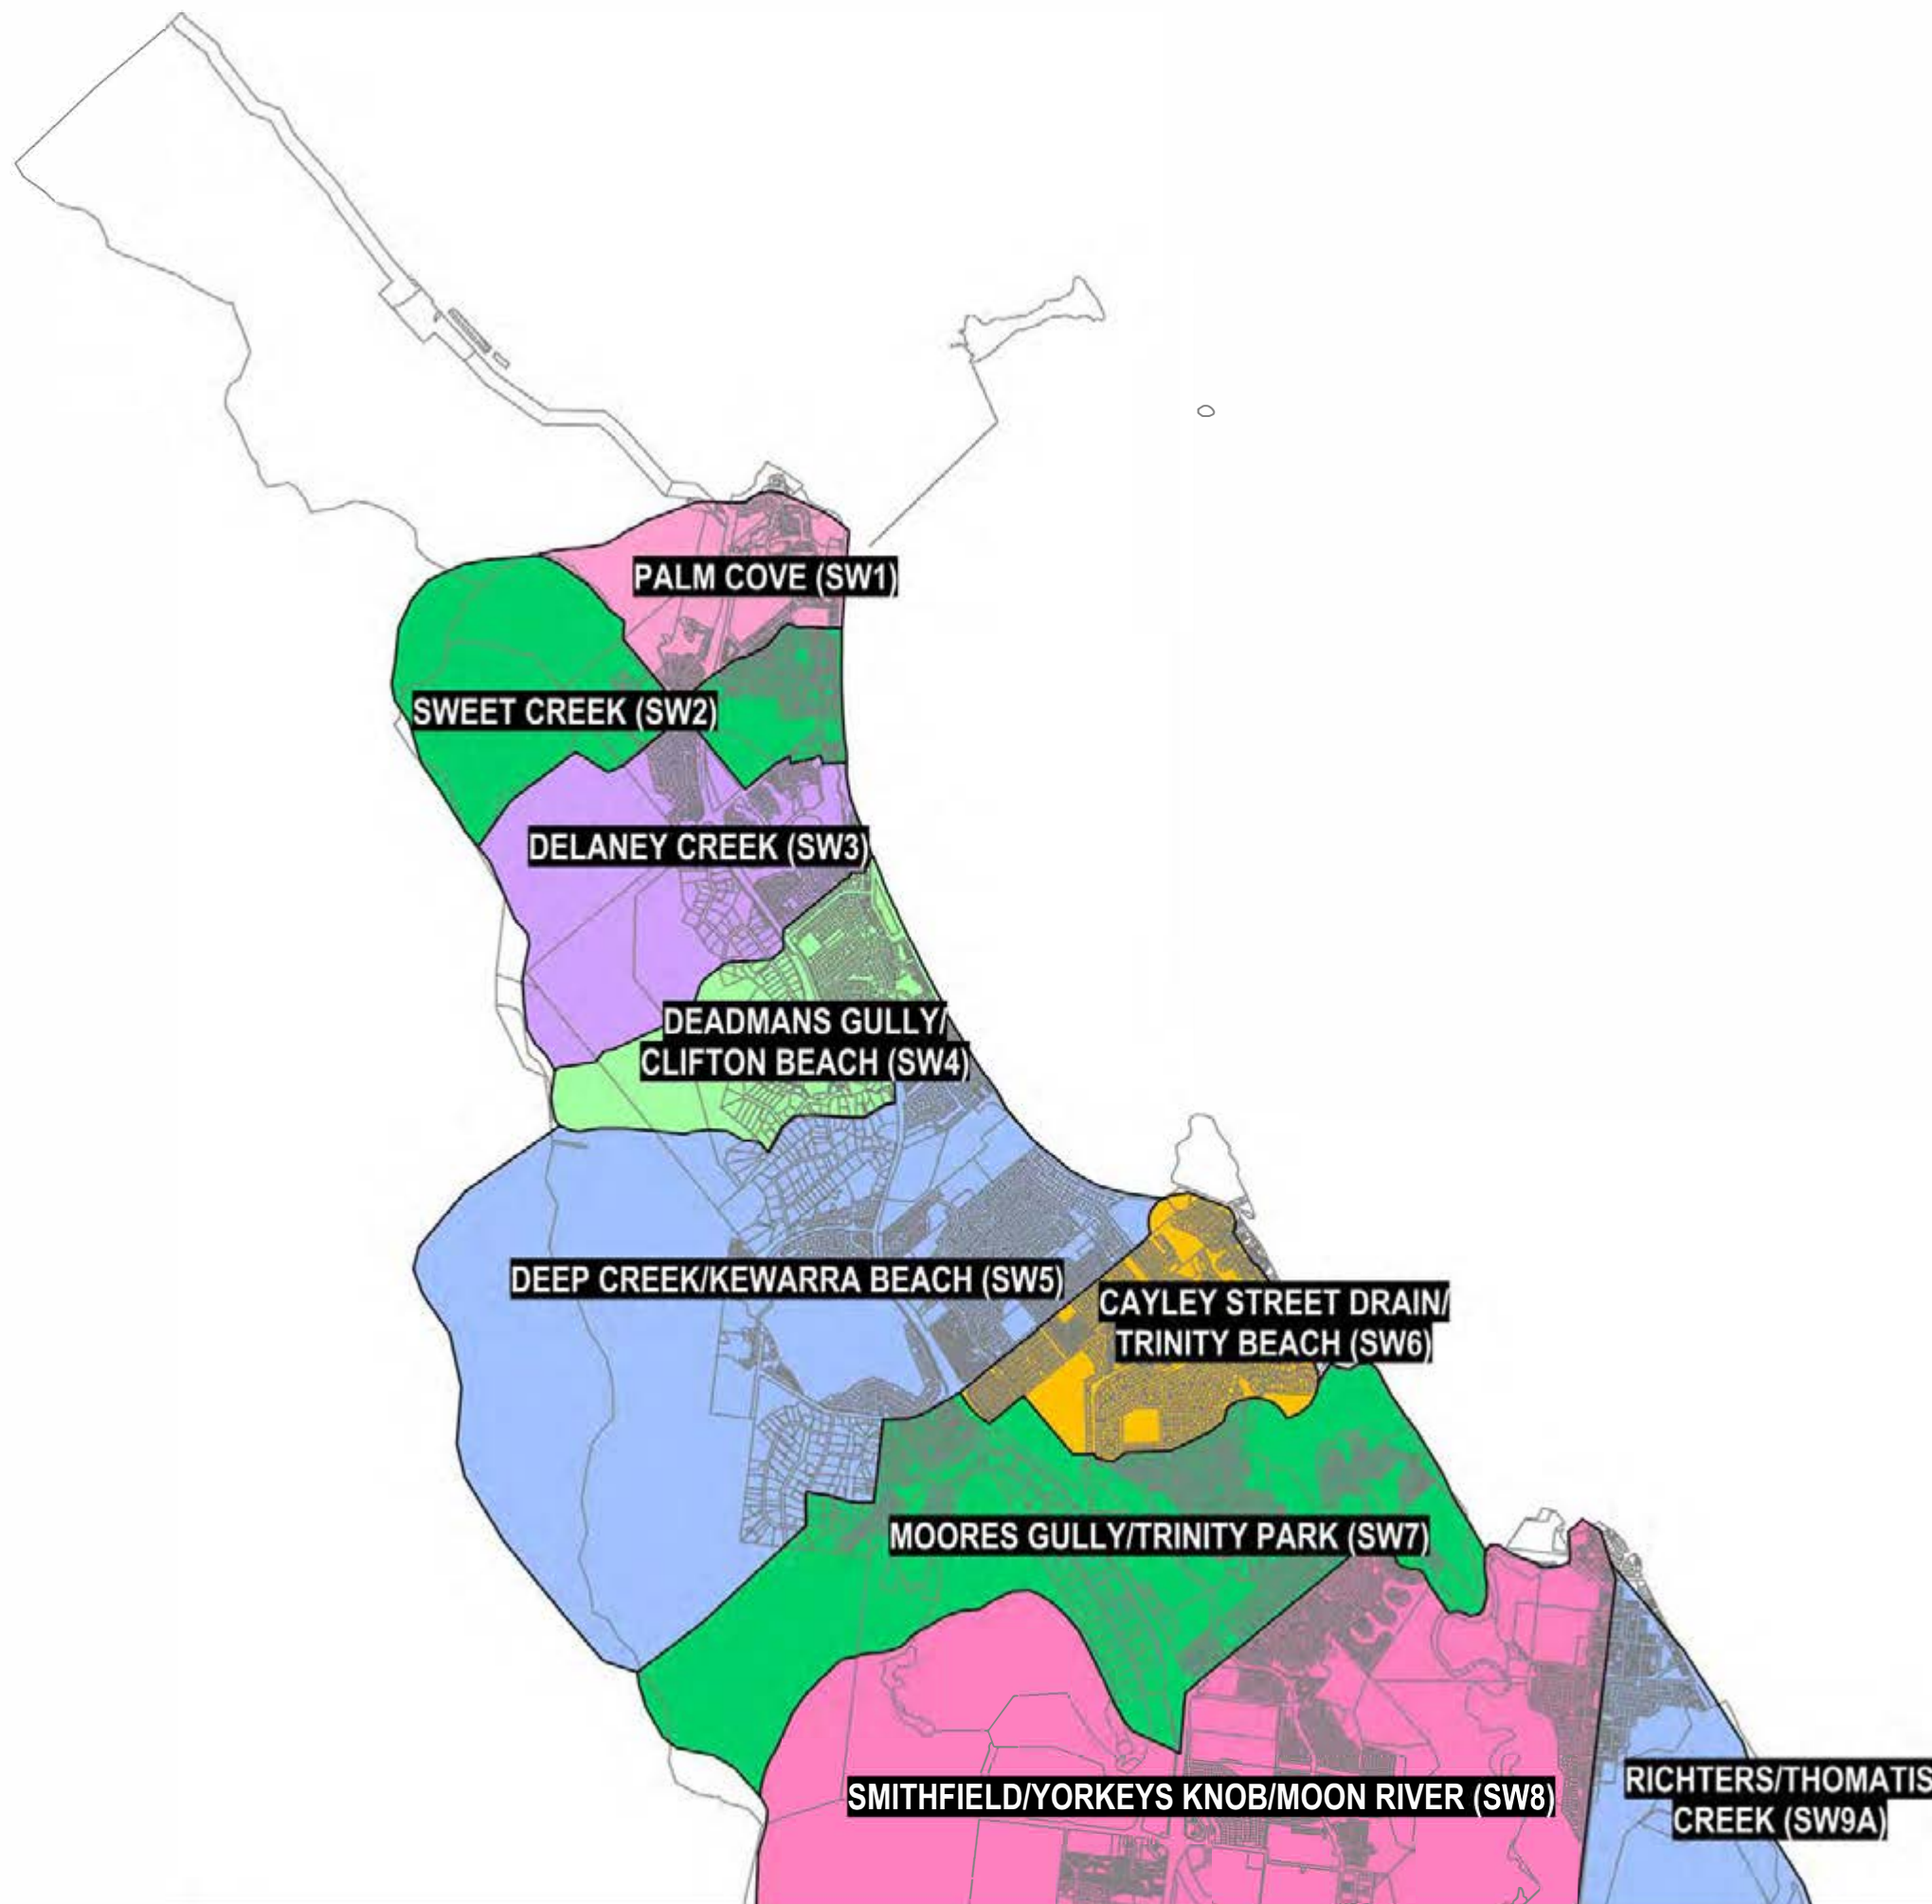 PALM COVE (SW1)
SWEET CREEK (SW2)
DELANEY CREEK (SW3)
DEADMANS GULLY/
CLIFTON BEACH (SW4)
DEEP CREEK/KEWARRA BEACH (SW5)
CAYLEY STREET DRAIN/
TRINITY BEACH (SW6)
MOORES GULLY/TRINITY PARK (SW7)
SMITHFIELD/YORKEYS KNOB/MOON RIVER (SW8)
RICHTERS/THOMATIS
CREEK (SW9A)